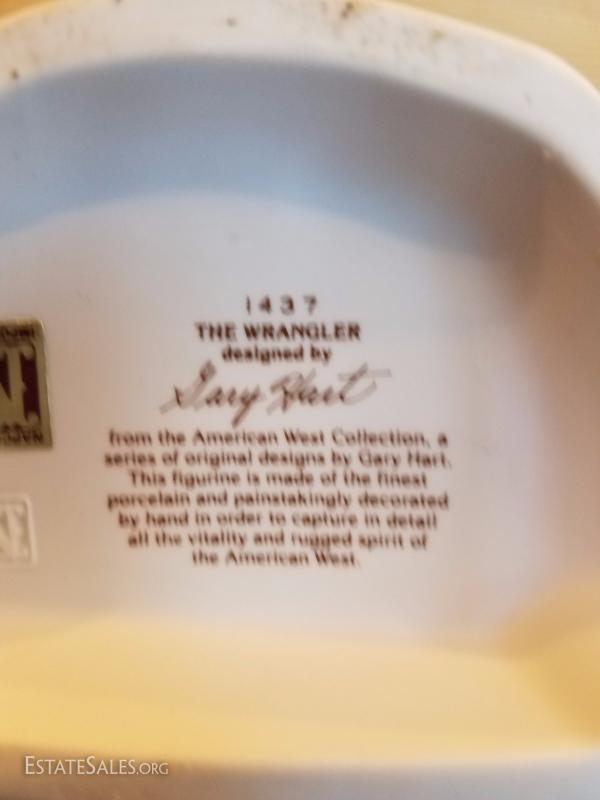 1437
THE WRANGLER
designed by
Gary Hart
from the American West Collection, a
series of original designs by Gary Hart.
This figurine is made of the finest
porcelain and painstakingly decorated
by hand in order to capture in detail
all the vitality and rugged spirit of
the American West.
ESTATESALES.ORG